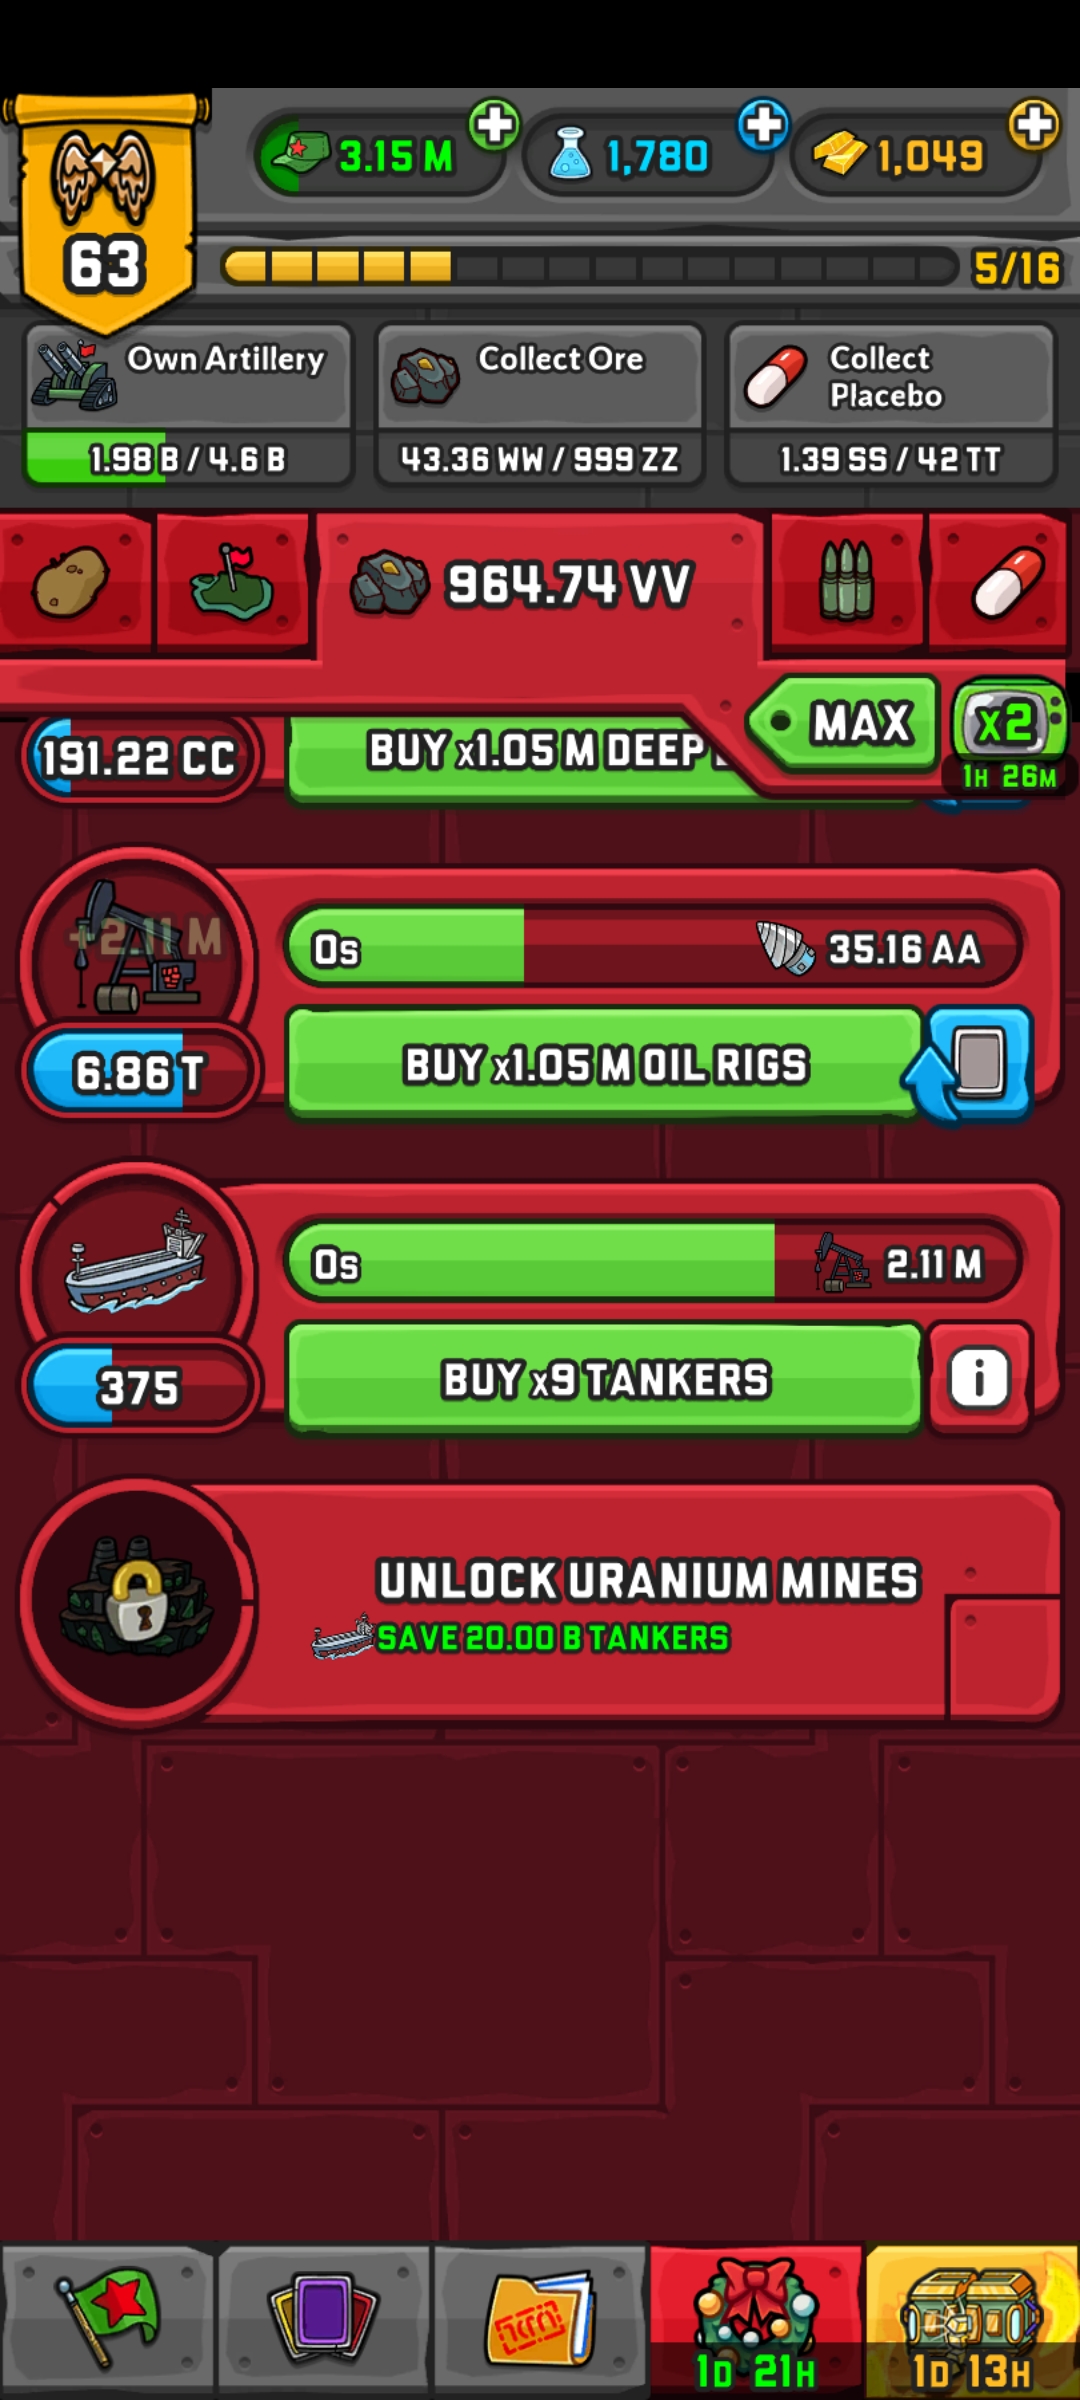 3.15 M
1,780
1,049
63
5/16
Own Artillery
1.98 B / 4.6 B
Collect Ore
43.36 WW / 999 ZZ
Collect
Placebo
1.39 SS / 42 TT
964.74 VV
MAX
x2
1H 26M
191.22 CC
BUY x1.05 M DEEP
+2.11 M
0s
35.16 AA
6.86 T
BUY x1.05 M OIL RIGS
0s
2.11 M
375
BUY x9 TANKERS
i
UNLOCK URANIUM MINES
SAVE 20.00 B TANKERS
1D 21H
1D 13H